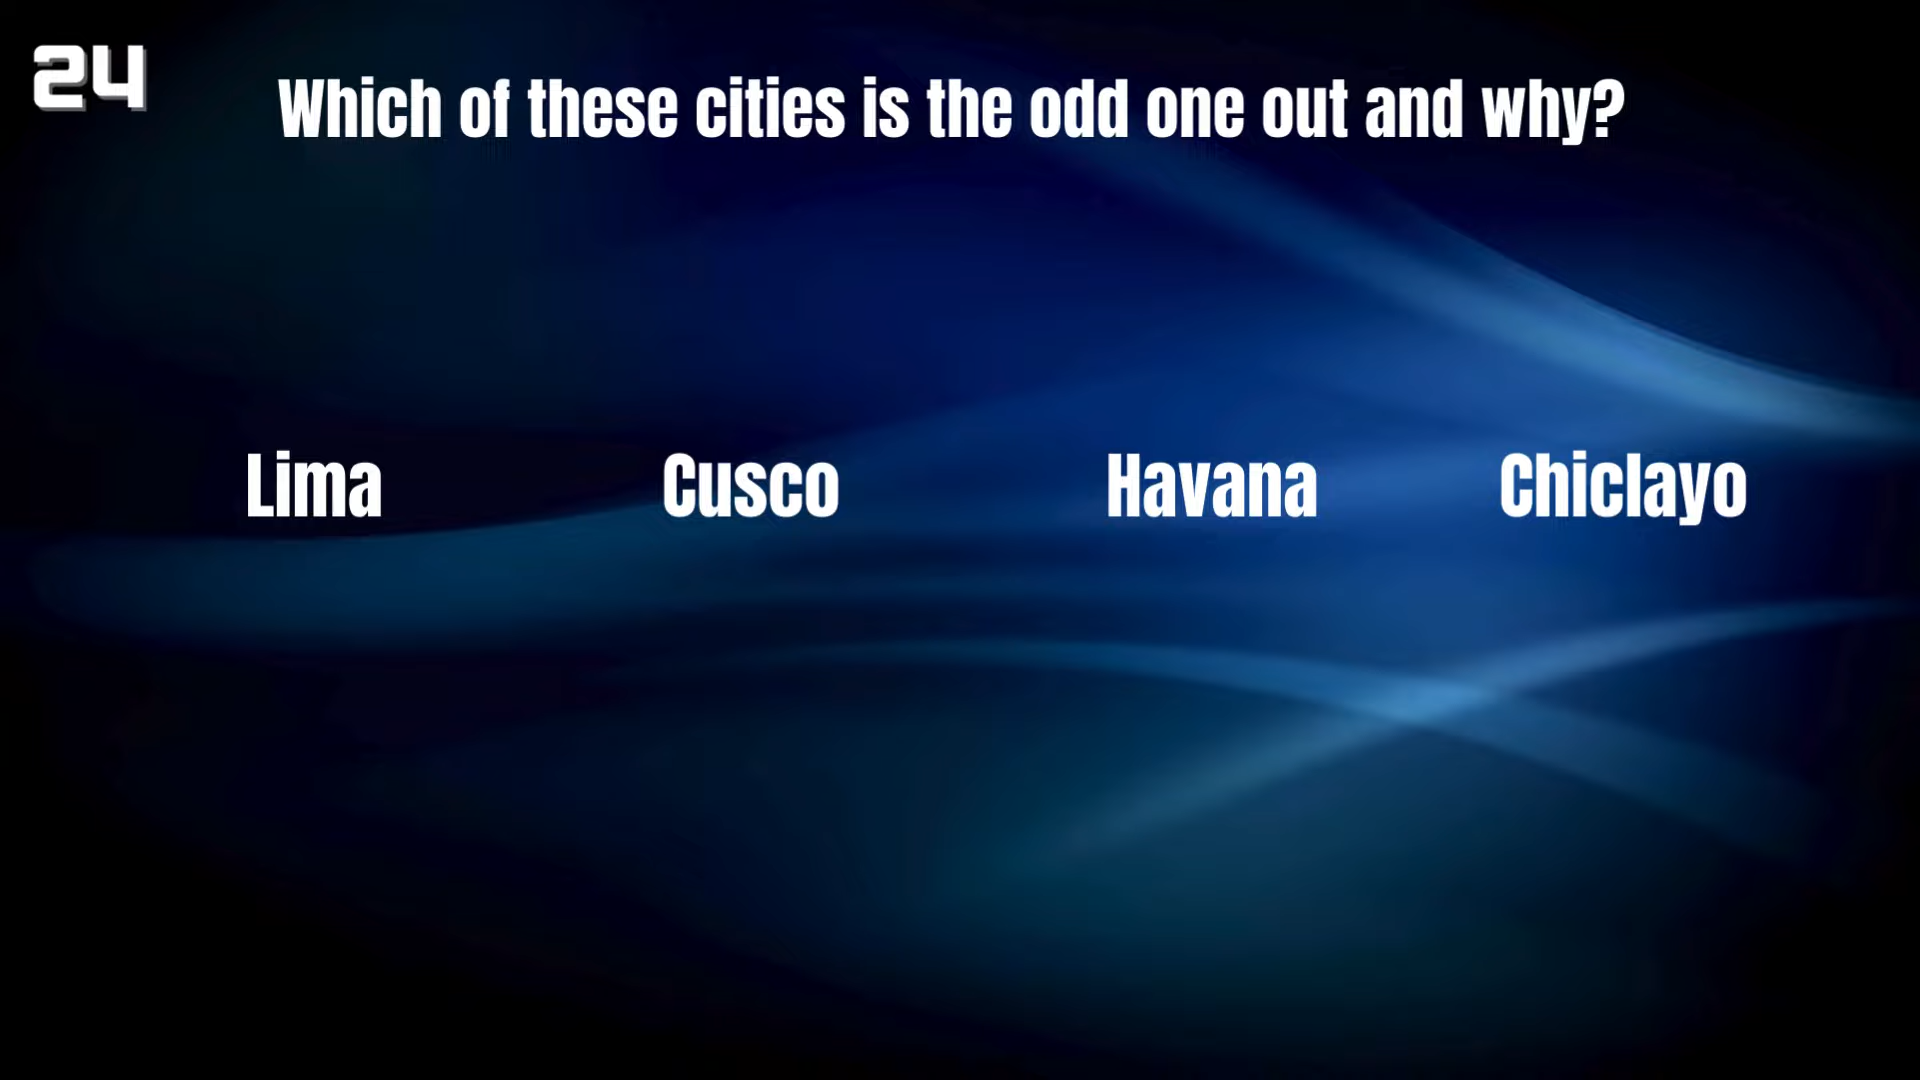 24
Which of these cities is the odd one out and why?
Lima Cusco Havana Chiclayo